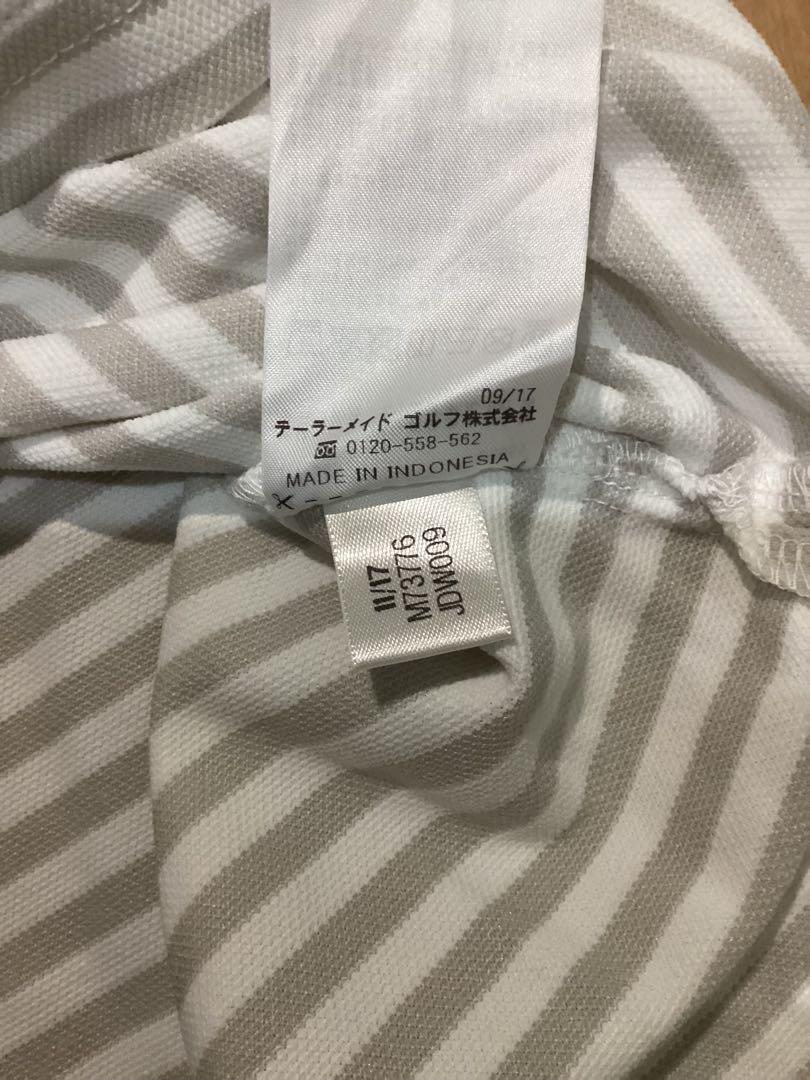 09/17
テーラーメイド ゴルフ株式会社
0120-558-562
MADE IN INDONESIA
11/17
M73776
JDW009